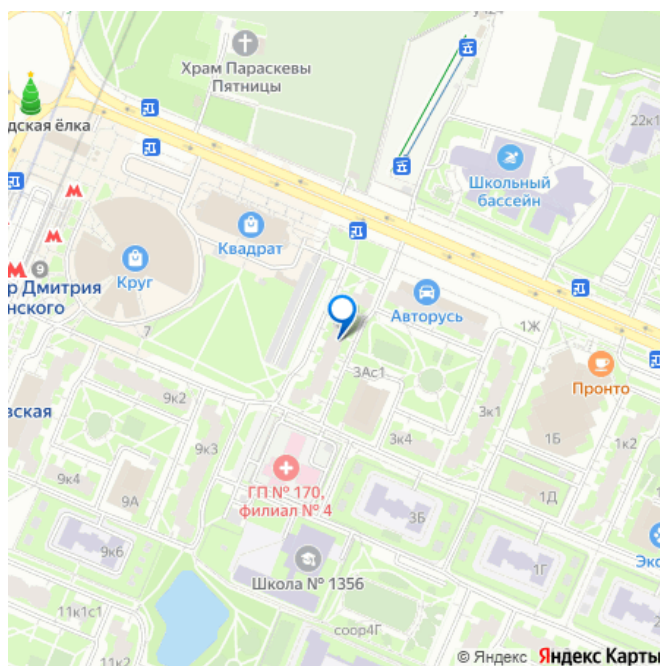 Храм Параскевы
Пятницы
дская ёлка
22к1
Школьный
бассейн
Квадрат
Круг
9
р Дмитрия
нского
7
Авторусь
1Ж
Пронто
3Ас1
вская
9к2
3к1
1Б
1к2
9к3
3к4
9к4
9А
ГП № 170,
филиал № 4
1Д
3Б
9к6
Эко
Школа № 1356
1Г
11к1с1
соор4Г
11к2
© Яндекс Яндекс Карты